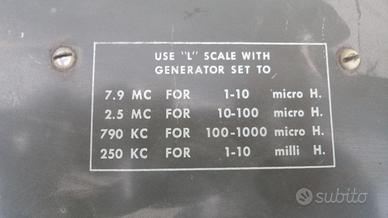 USE "L" SCALE WITH
GENERATOR SET TO
7.9 MC FOR 1-10 micro H.
2.5 MC FOR 10-100 micro H.
790 KC FOR 100-1000 micro H.
250 KC FOR 1-10 milli H.
subito